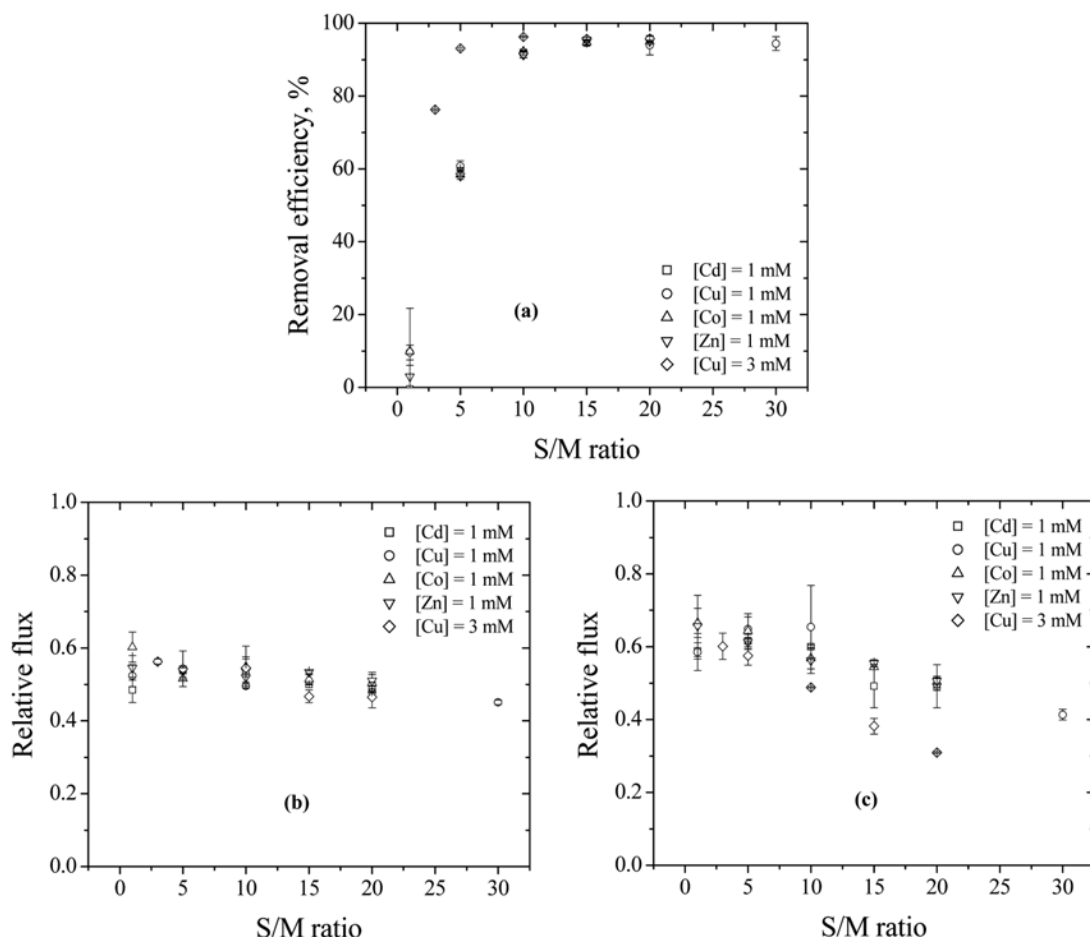 100
80
60
40
20
0
Removal efficiency, %
[Cd] = 1 mM
[Cu] = 1 mM
[Co] = 1 mM
[Zn] = 1 mM
[Cu] = 3 mM
(a)
0 5 10 15 20 25 30
S/M ratio
1.0
0.8
0.6
0.4
0.2
0.0
Relative flux
[Cd] = 1 mM
[Cu] = 1 mM
[Co] = 1 mM
[Zn] = 1 mM
[Cu] = 3 mM
(b)
0 5 10 15 20 25 30
S/M ratio
1.0
0.8
0.6
0.4
0.2
0.0
Relative flux
[Cd] = 1 mM
[Cu] = 1 mM
[Co] = 1 mM
[Zn] = 1 mM
[Cu] = 3 mM
(c)
0 5 10 15 20 25 30
S/M ratio